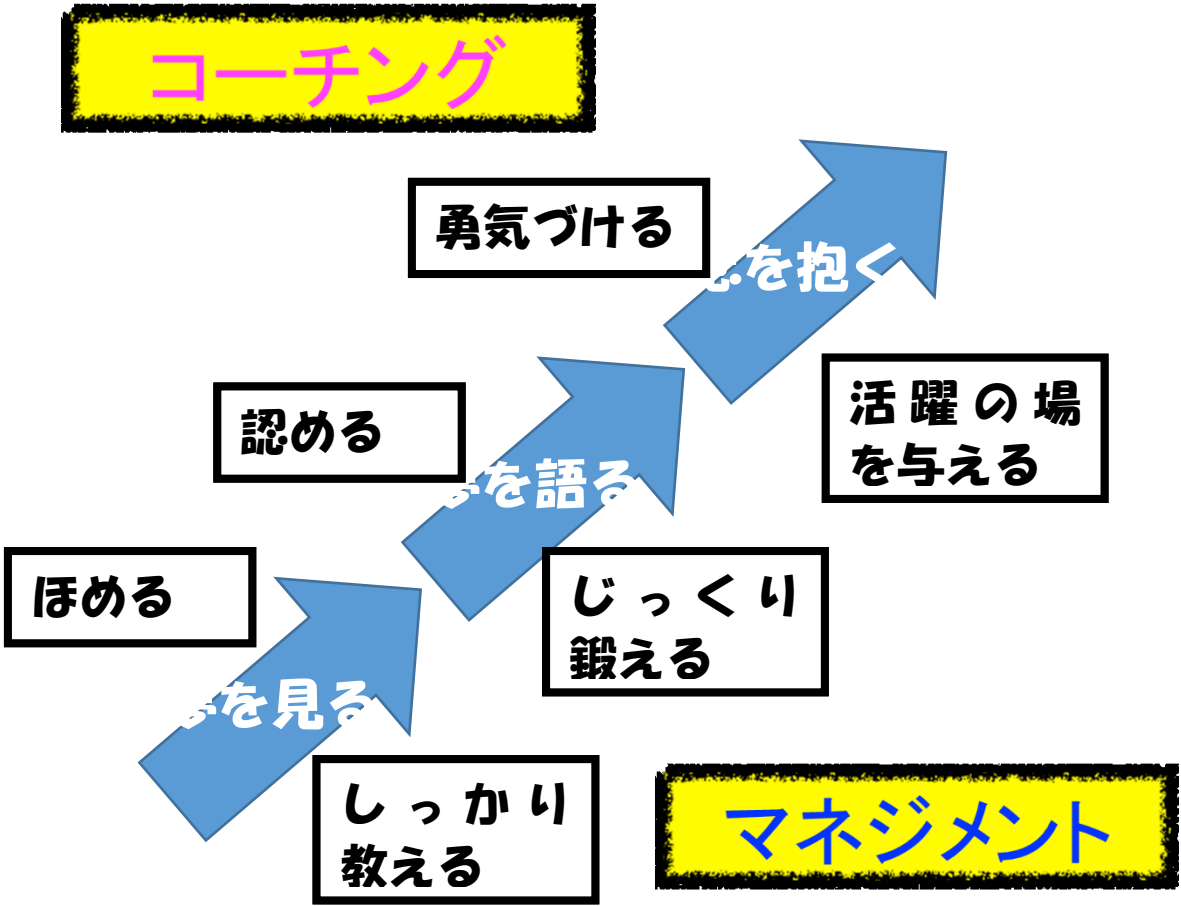 コーチング
勇気づける
を抱く
活躍の場
を与える
認める
を語る
じっくり
鍛える
ほめる
を見る
しっかり
教える
マネジメント